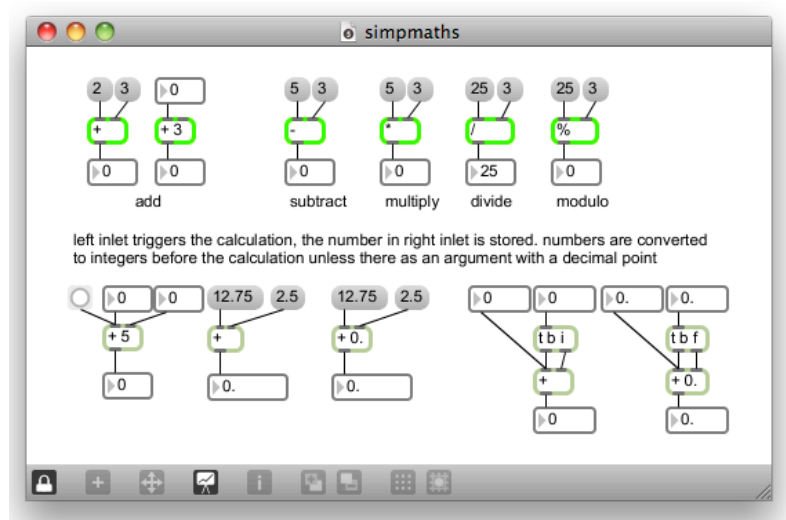 simpmaths
2 3 0 5 3 5 3 25 3 25 3
+ + 3 - * / %
0 0 0 0 25 0
add subtract multiply divide modulo
left inlet triggers the calculation, the number in right inlet is stored. numbers are converted
to integers before the calculation unless there as an argument with a decimal point
0 0 12.75 2.5 12.75 2.5 0 0 0. 0.
+ 5 + + 0. t b i t b f
+ + 0.
0 0. 0. 0 0.